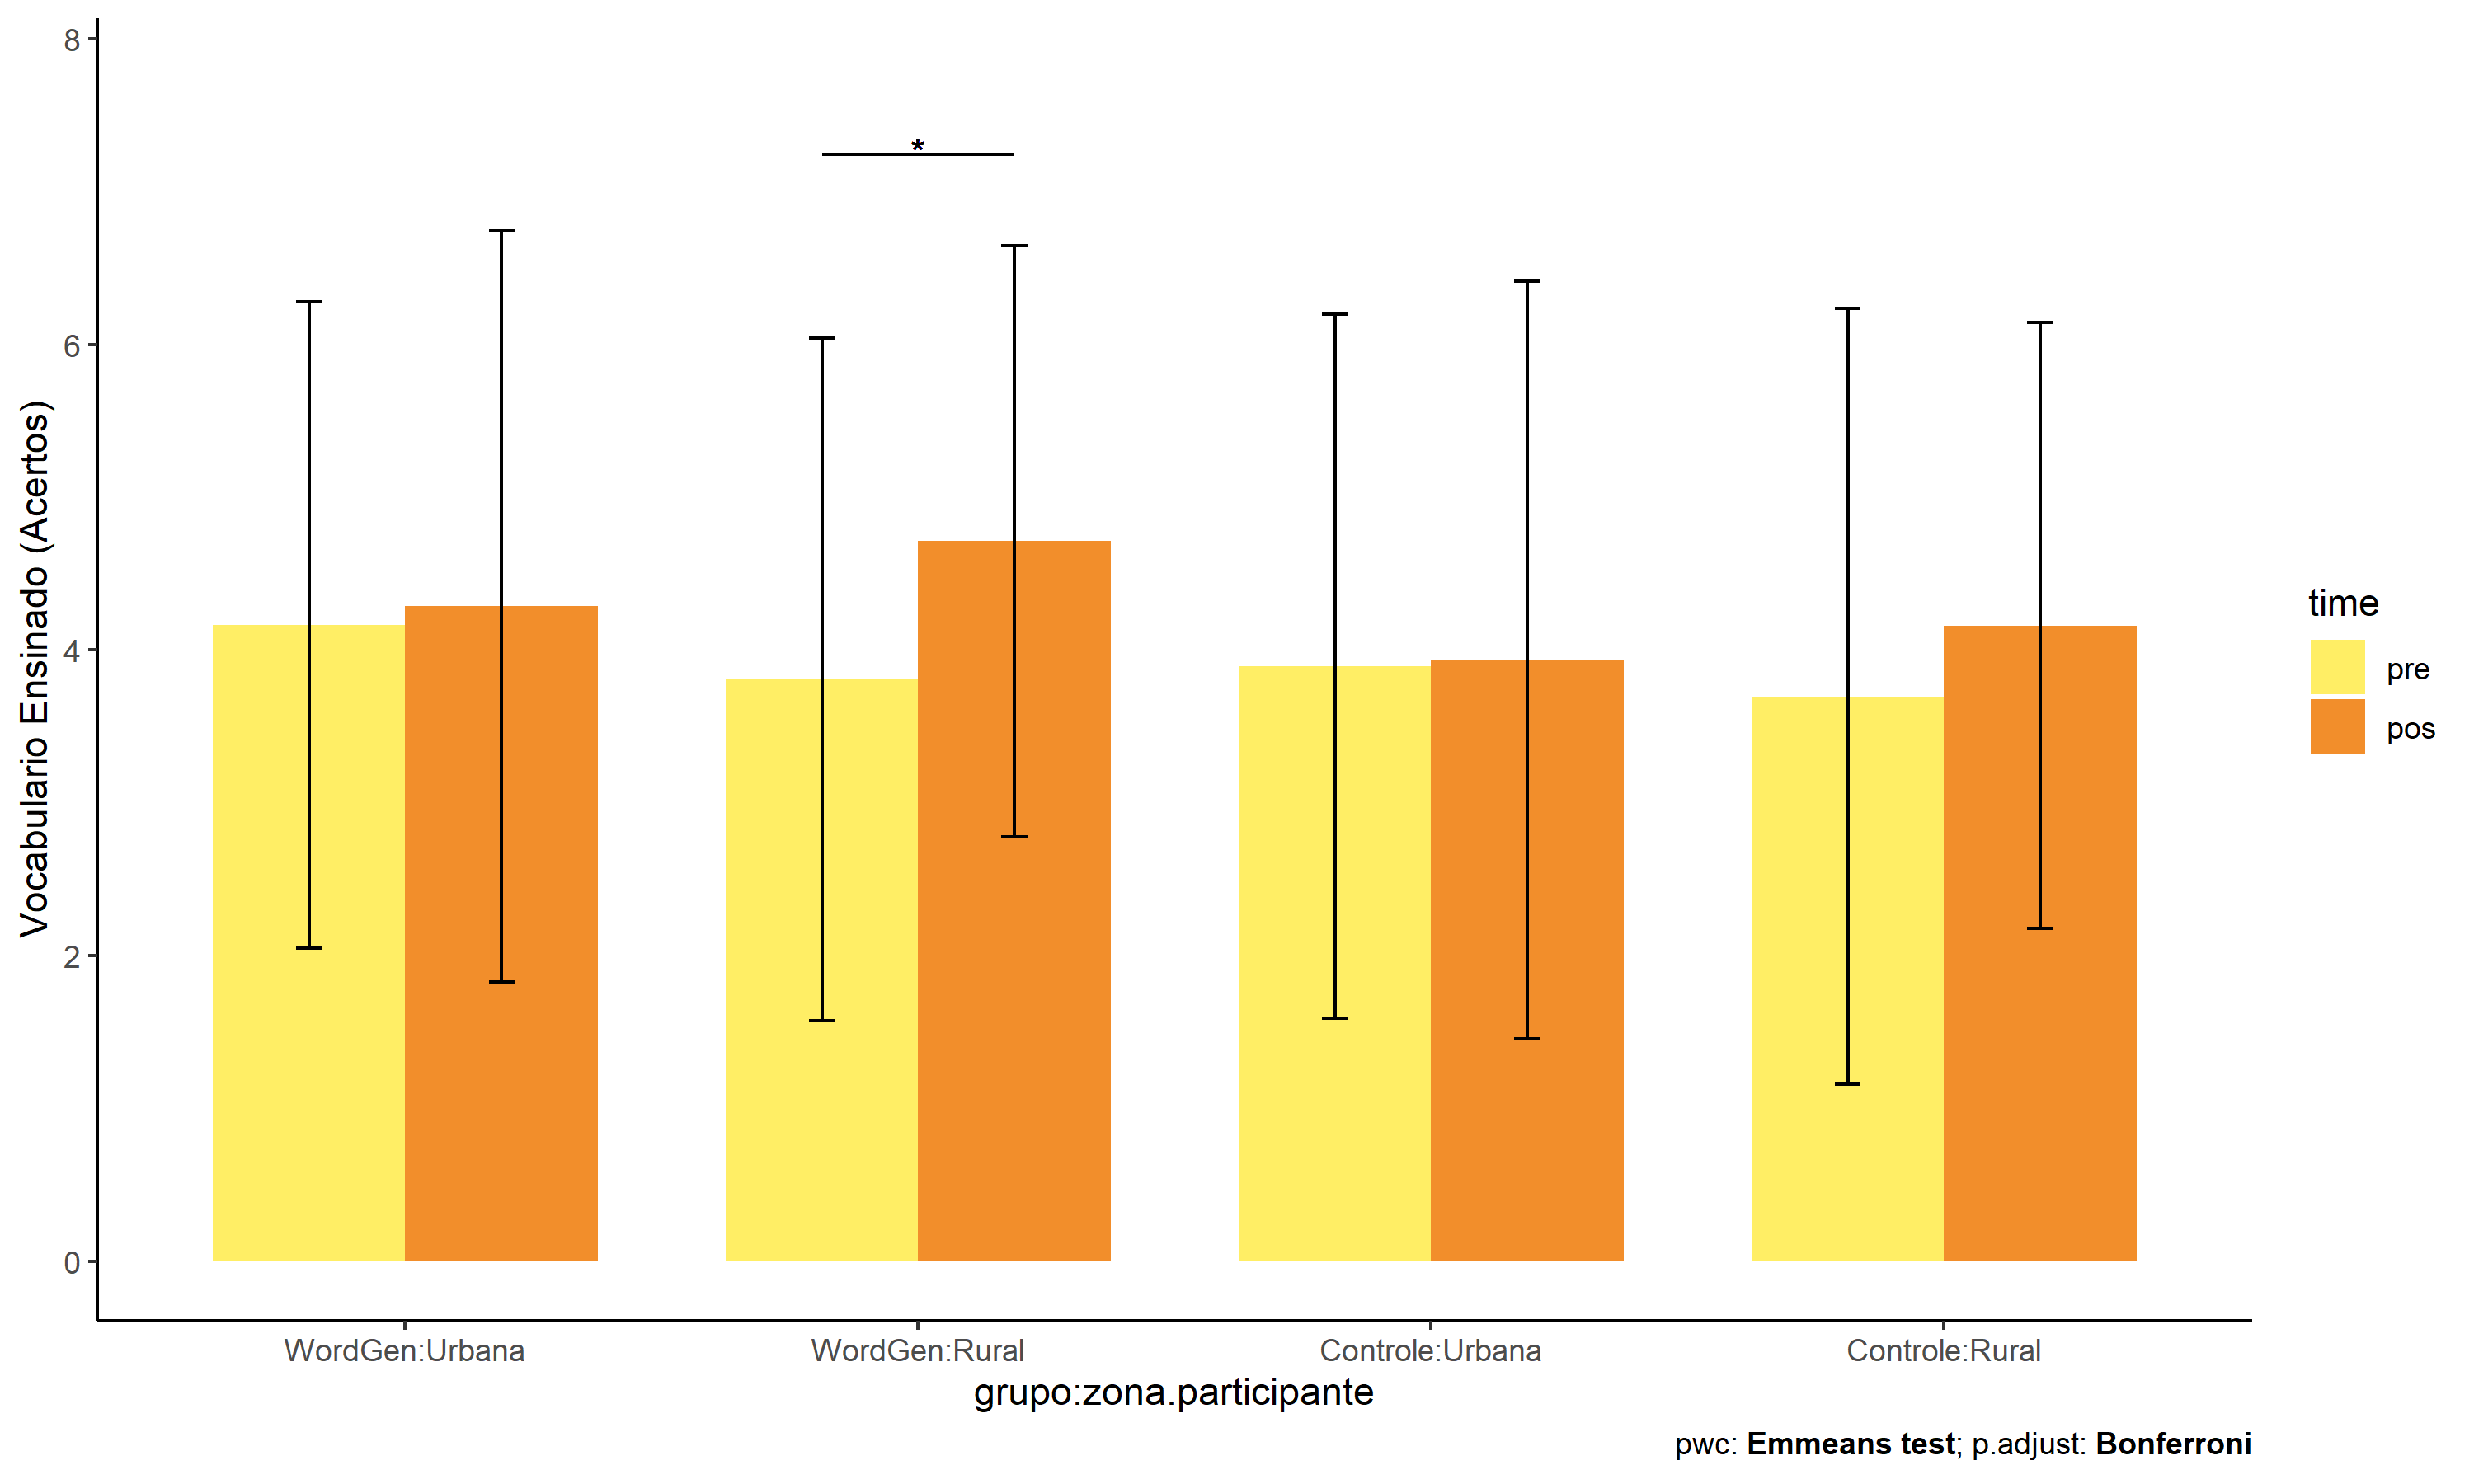 8
6
4
2
0
Vocabulario Ensinado (Acertos)
*
WordGen:Urbana
WordGen:Rural
Controle:Urbana
Controle:Rural
grupo:zona.participante
time
pre
pos
pwc: Emmeans test; p.adjust: Bonferroni